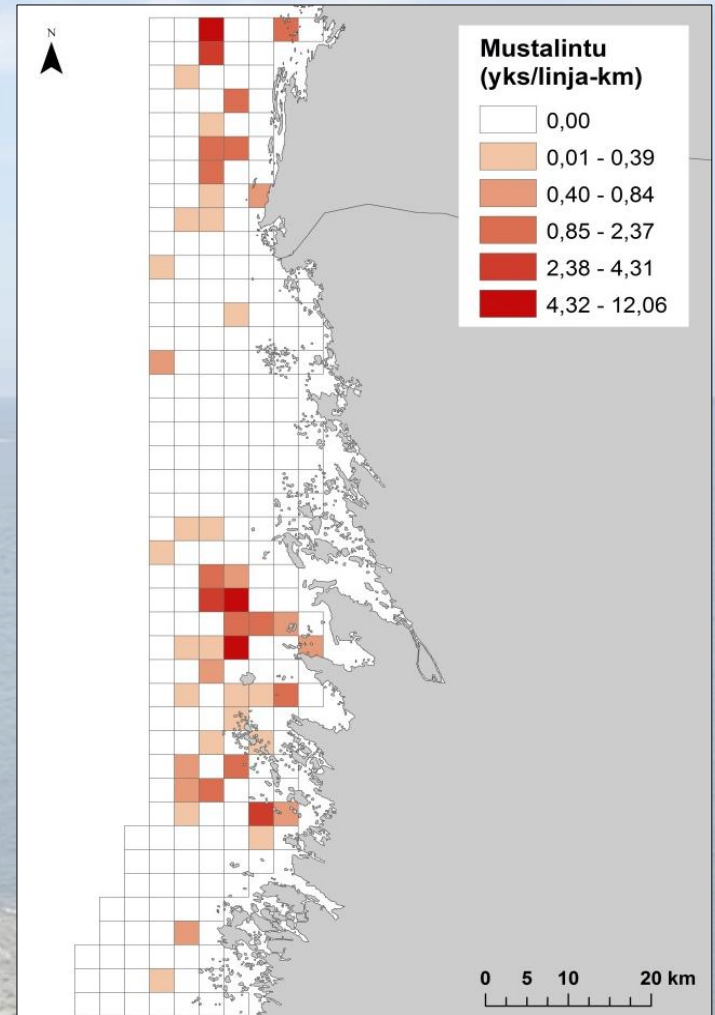 N
Mustalintu
(yks/linja-km)
0,00
0,01 - 0,39
0,40 - 0,84
0,85 - 2,37
2,38 - 4,31
4,32 - 12,06
0 5 10 20 km